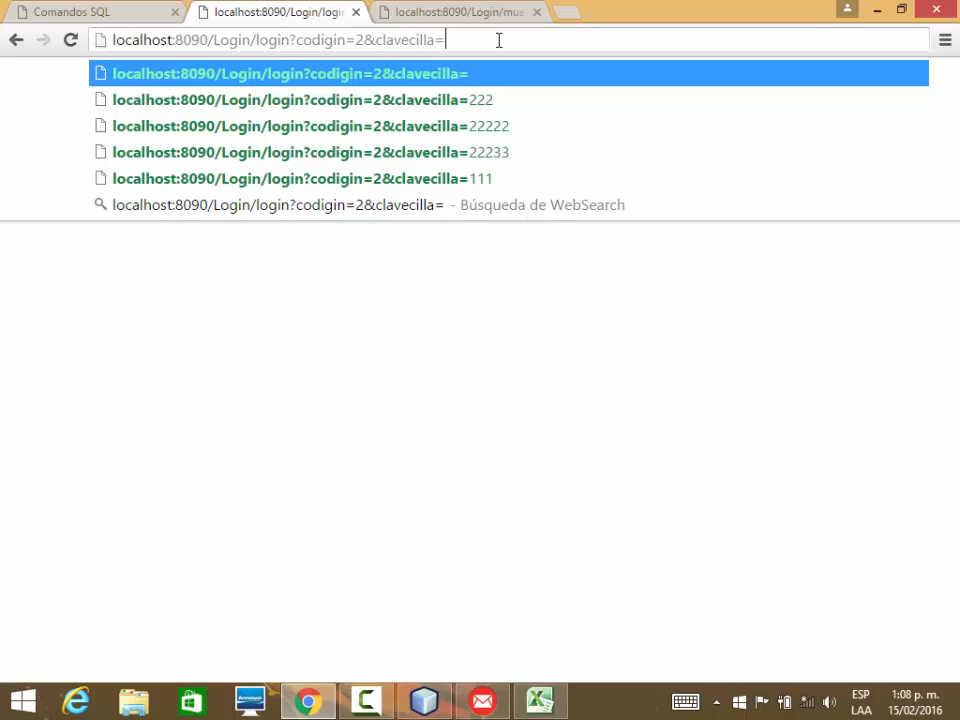 Comandos SQL
localhost:8090/Login/logi
localhost:8090/Login/mue
localhost:8090/Login/login?codigin=2&clavecilla=
localhost:8090/Login/login?codigin=2&clavecilla=
localhost:8090/Login/login?codigin=2&clavecilla=222
localhost:8090/Login/login?codigin=2&clavecilla=22222
localhost:8090/Login/login?codigin=2&clavecilla=22233
localhost:8090/Login/login?codigin=2&clavecilla=111
localhost:8090/Login/login?codigin=2&clavecilla= - Búsqueda de WebSearch
ESP 1:08 p. m.
LAA 15/02/2016